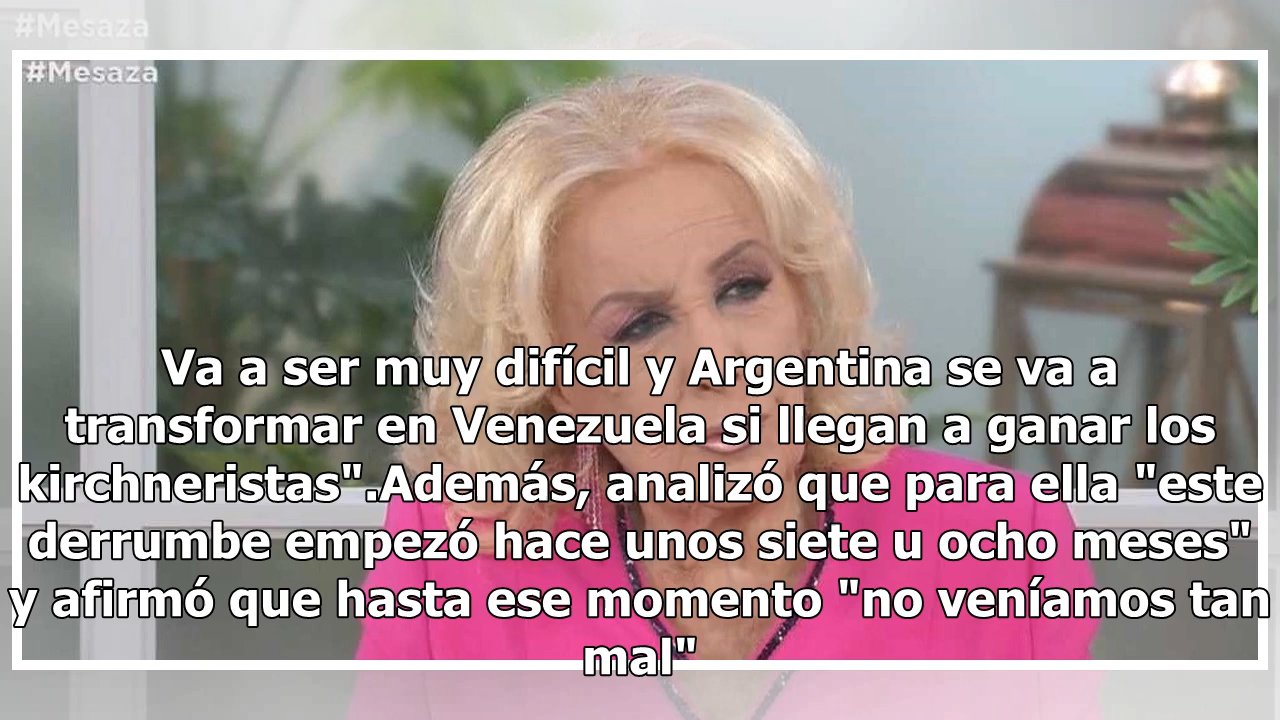 #Mesaza
#Mesaza
Va a ser muy difícil y Argentina se va a
transformar en Venezuela si llegan a ganar los
kirchneristas".Además, analizó que para ella "este
derrumbe empezó hace unos siete u ocho meses"
y afirmó que hasta ese momento "no veníamos tan
mal"